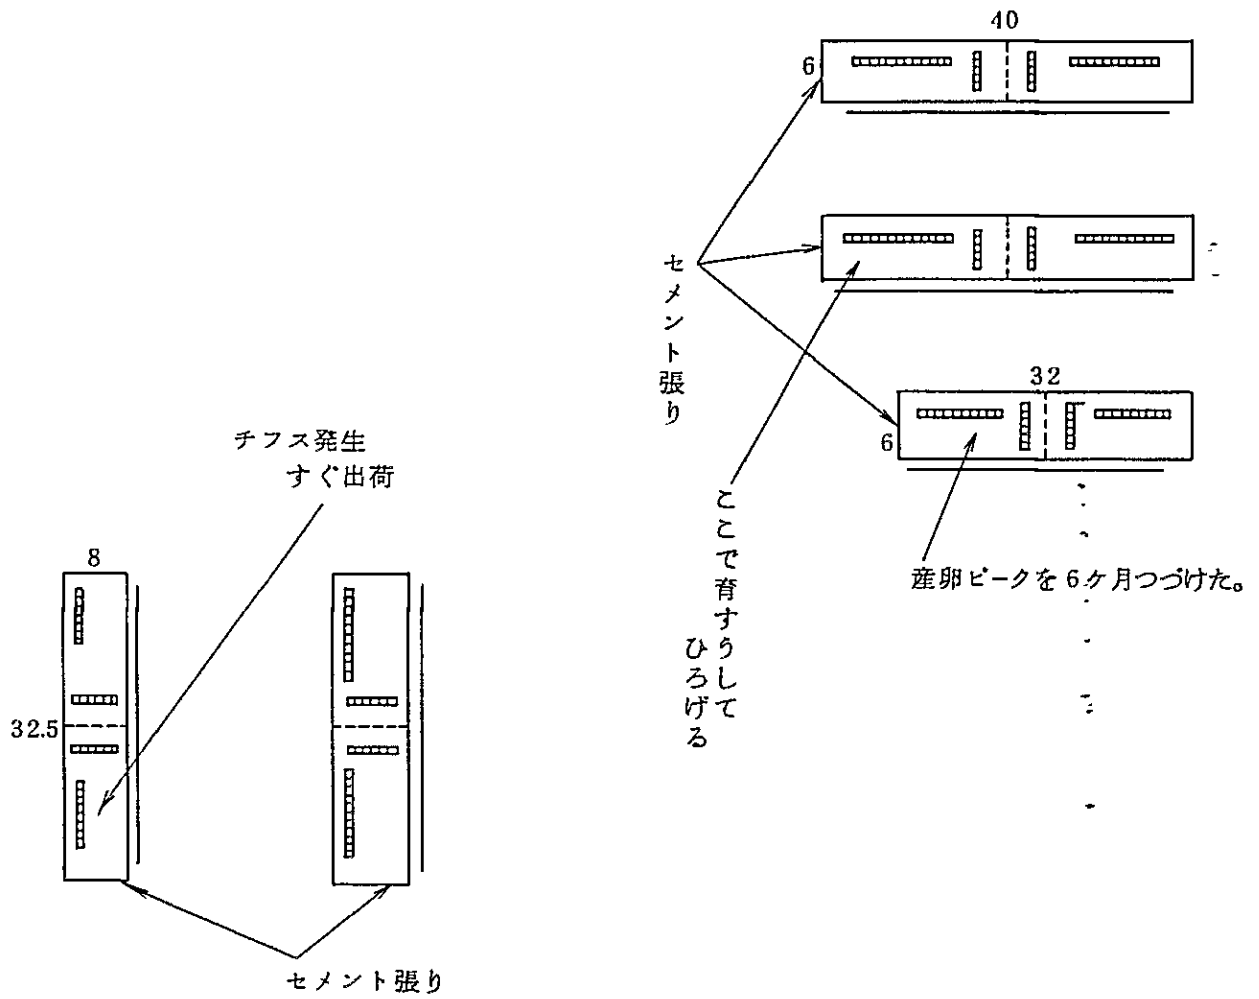 40
6
セメント張り
32
6
チフス発生
すぐ出荷
ここで育すうして
ひろげる
産卵ピークを6ケ月つづけた。
8
32.5
セメント張り